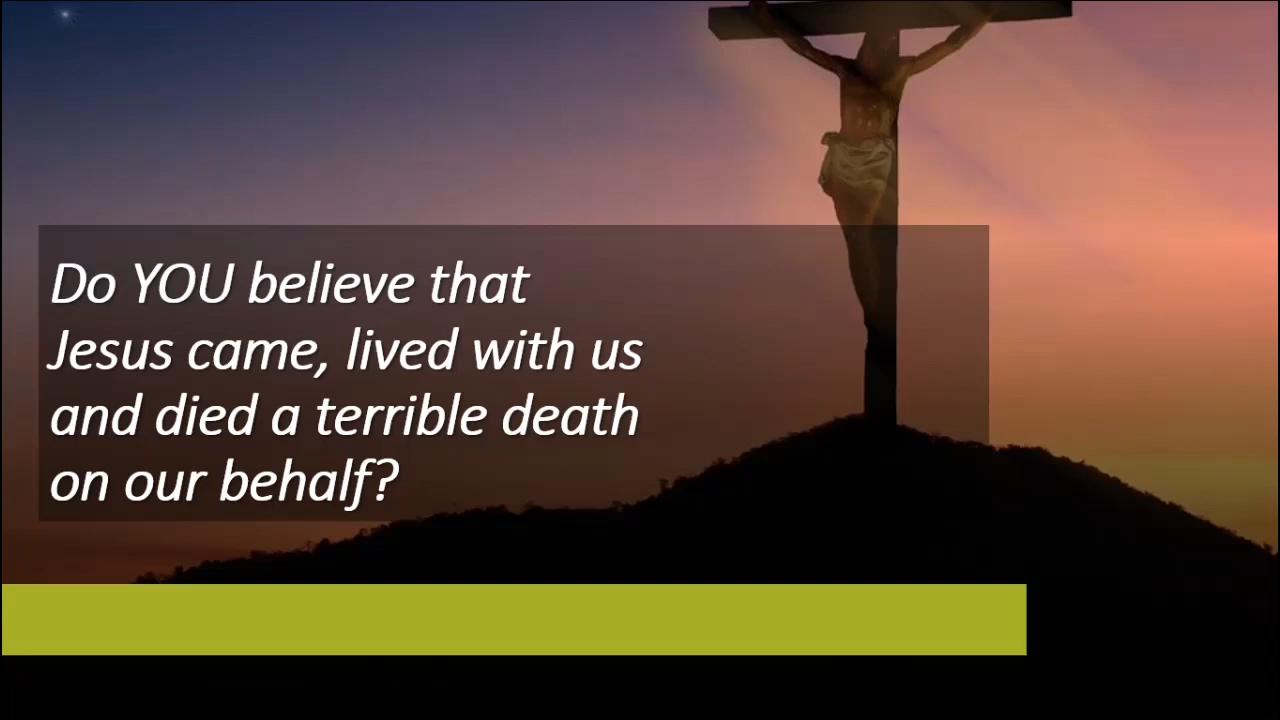 Do YOU believe that
Jesus came, lived with us
and died a terrible death
on our behalf?